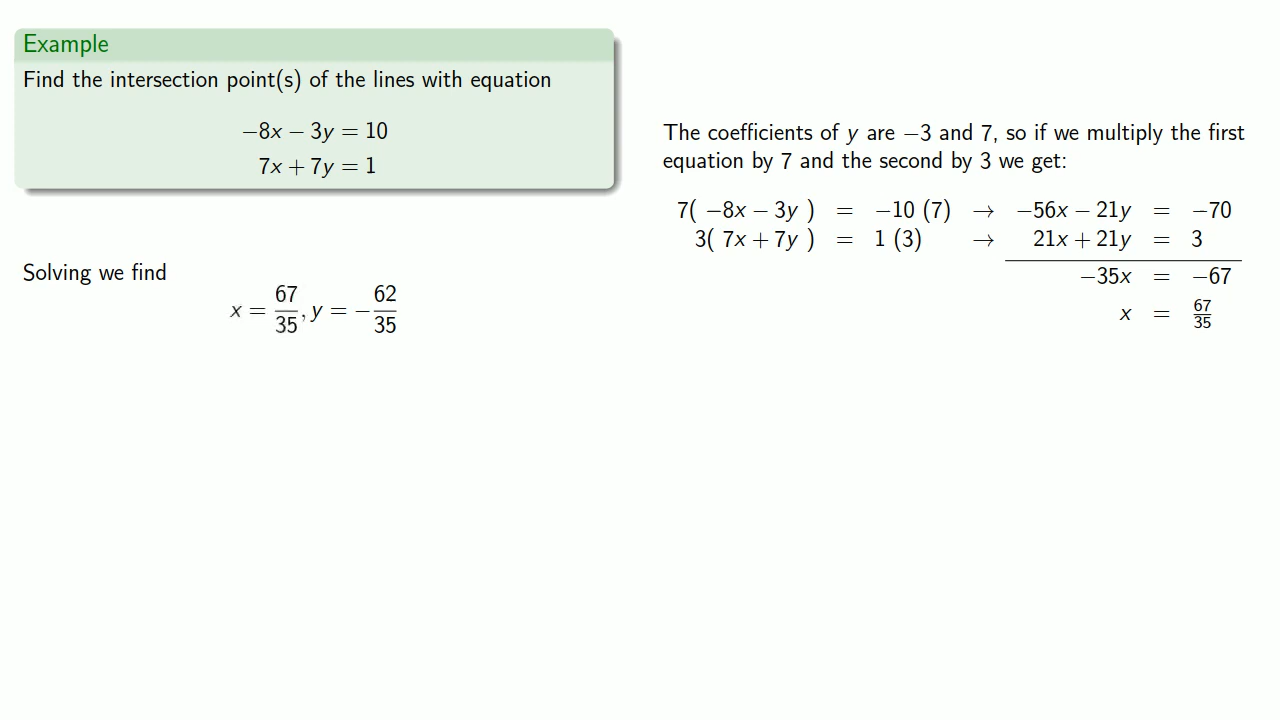 Example
Find the intersection point(s) of the lines with equation
−8x − 3y = 10
7x + 7y = 1
Solving we find
x = 67/35, y = −62/35
The coefficients of y are −3 and 7, so if we multiply the first
equation by 7 and the second by 3 we get:
7( −8x − 3y ) = −10 (7) → −56x − 21y = −70
3( 7x + 7y ) = 1 (3) → 21x + 21y = 3
−35x = −67
x = 67/35